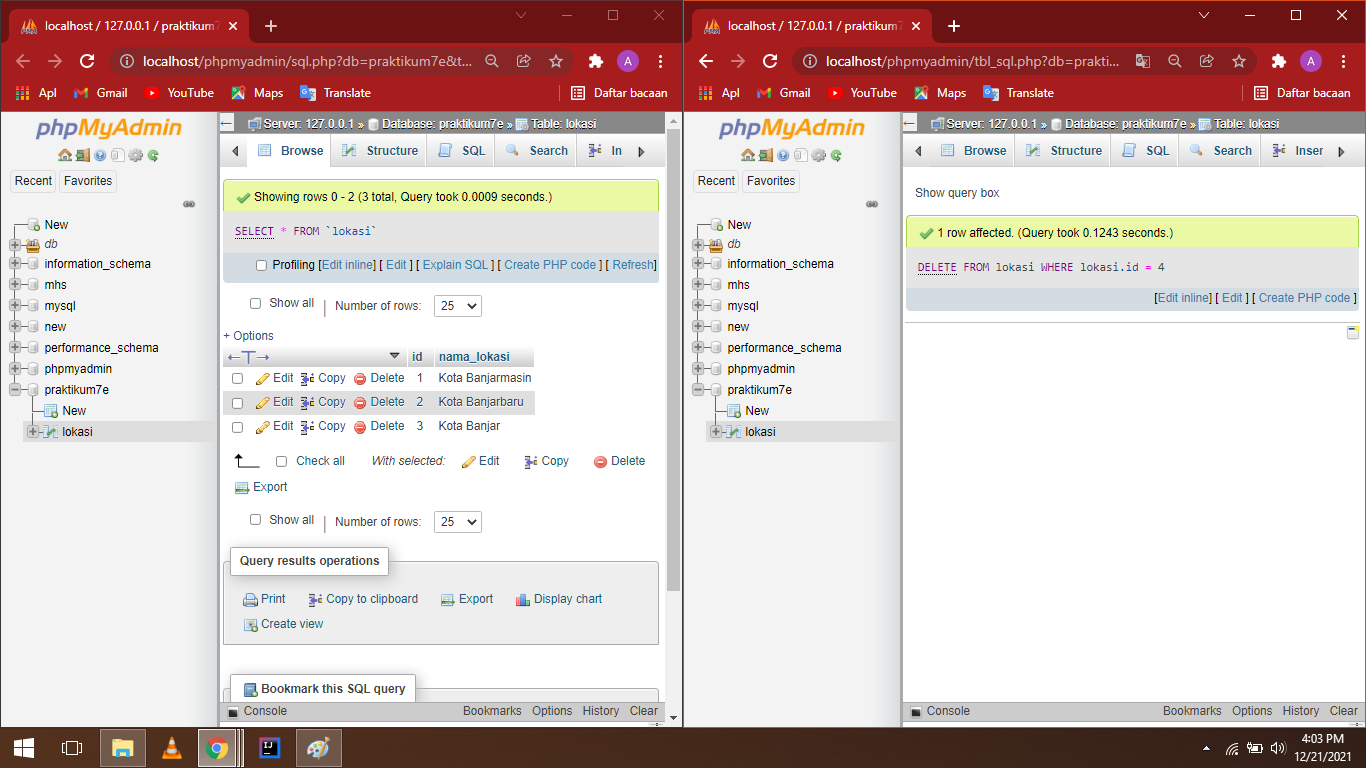 localhost / 127.0.0.1 / praktikum7
localhost/phpmyadmin/sql.php?db=praktikum7e&t...
A
Apl Gmail YouTube Maps Translate Daftar bacaan
phpMyAdmin
Recent Favorites
New
db
information_schema
mhs
mysql
new
performance_schema
phpmyadmin
praktikum7e
New
lokasi
Server: 127.0.0.1 » Database: praktikum7e » Table: lokasi
Browse Structure SQL Search In
Showing rows 0 - 2 (3 total, Query took 0.0009 seconds.)
SELECT * FROM `lokasi`
Profiling [Edit inline] [ Edit ] [ Explain SQL ] [ Create PHP code ] [ Refresh]
Show all | Number of rows: 25
+ Options
←T→ id nama_lokasi
Edit Copy Delete 1 Kota Banjarmasin
Edit Copy Delete 2 Kota Banjarbaru
Edit Copy Delete 3 Kota Banjar
Check all With selected: Edit Copy Delete
Export
Show all | Number of rows: 25
Query results operations
Print Copy to clipboard Export Display chart
Create view
Bookmark this SQL query
Console Bookmarks Options History Clear
localhost / 127.0.0.1 / praktikum7
localhost/phpmyadmin/tbl_sql.php?db=prakti...
A
Apl Gmail YouTube Maps Translate Daftar bacaan
phpMyAdmin
Recent Favorites
New
db
information_schema
mhs
mysql
new
performance_schema
phpmyadmin
praktikum7e
New
lokasi
Server: 127.0.0.1 » Database: praktikum7e » Table: lokasi
Browse Structure SQL Search Inser
Show query box
1 row affected. (Query took 0.1243 seconds.)
DELETE FROM lokasi WHERE lokasi.id = 4
[Edit inline] [ Edit ] [ Create PHP code ]
Console Bookmarks Options History Clear
4:03 PM
12/21/2021